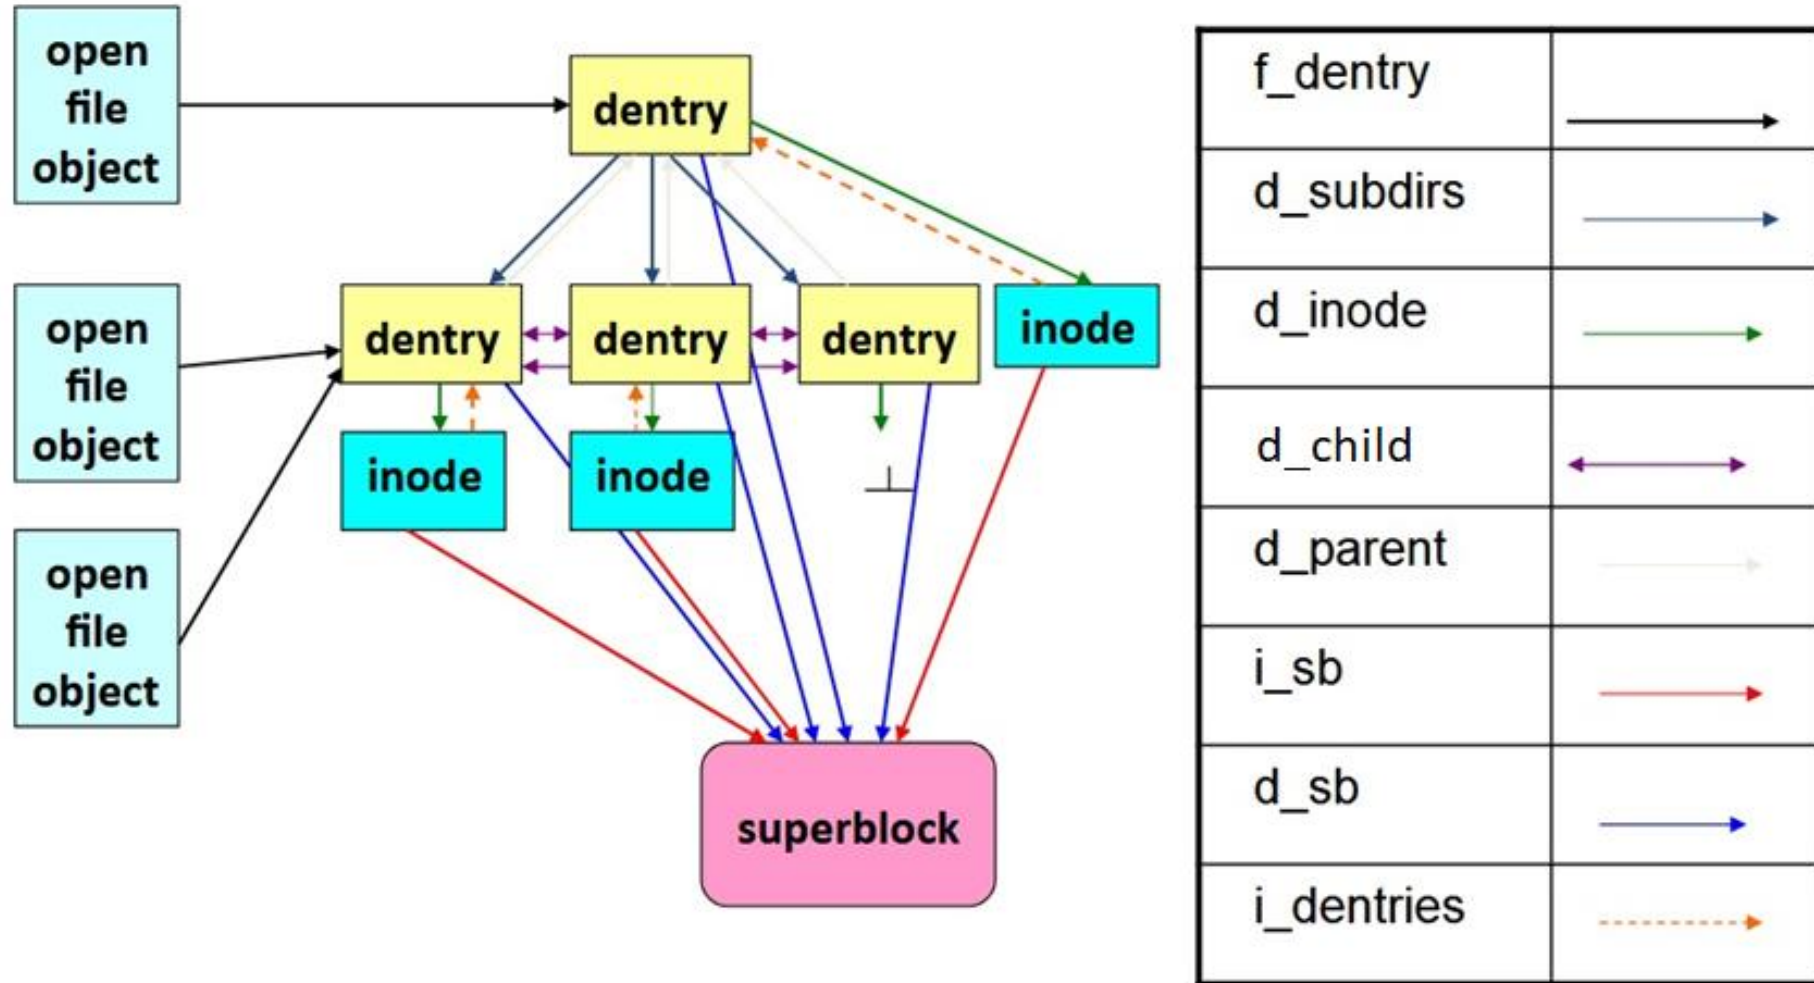 open
file
object
dentry
open
file
object
dentry
dentry
dentry
inode
inode
inode
open
file
object
superblock
f_dentry
d_subdirs
d_inode
d_child
d_parent
i_sb
d_sb
i_dentries